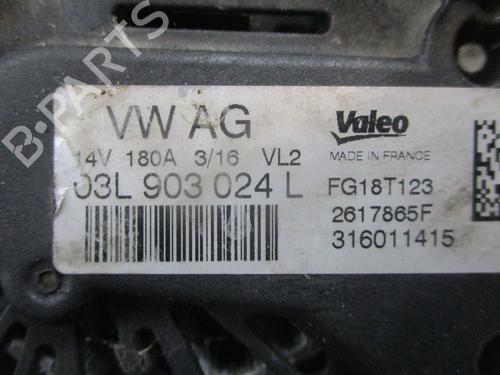 VW AG
14V 180A 3/16 VL2
03L 903 024 L
Valeo
MADE IN FRANCE
FG18T123
2617865F
316011415
B-PARTS